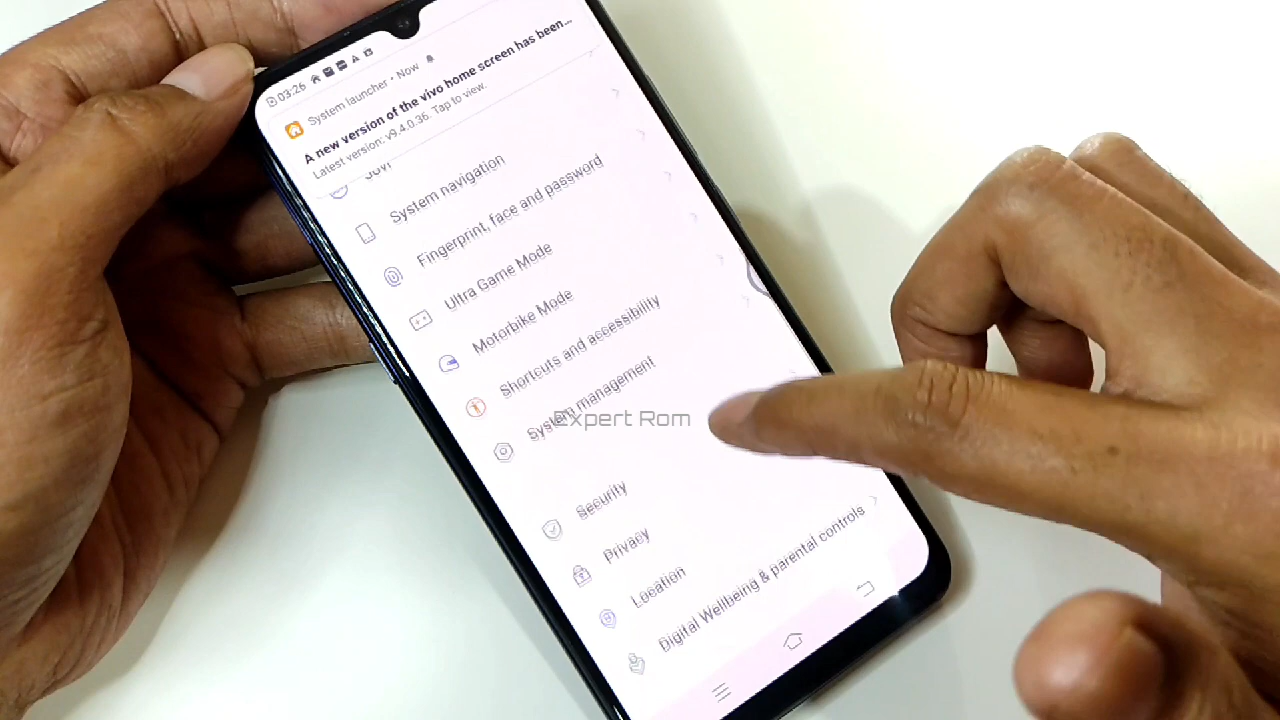 03:26
System launcher • Now
A new version of the vivo home screen has been...
Latest version: v9.4.0.36. Tap to view.
Jovi
System navigation
Fingerprint, face and password
Ultra Game Mode
Motorbike Mode
Shortcuts and accessibility
System management
Expert Rom
Security
Privacy
Location
Digital Wellbeing & parental controls